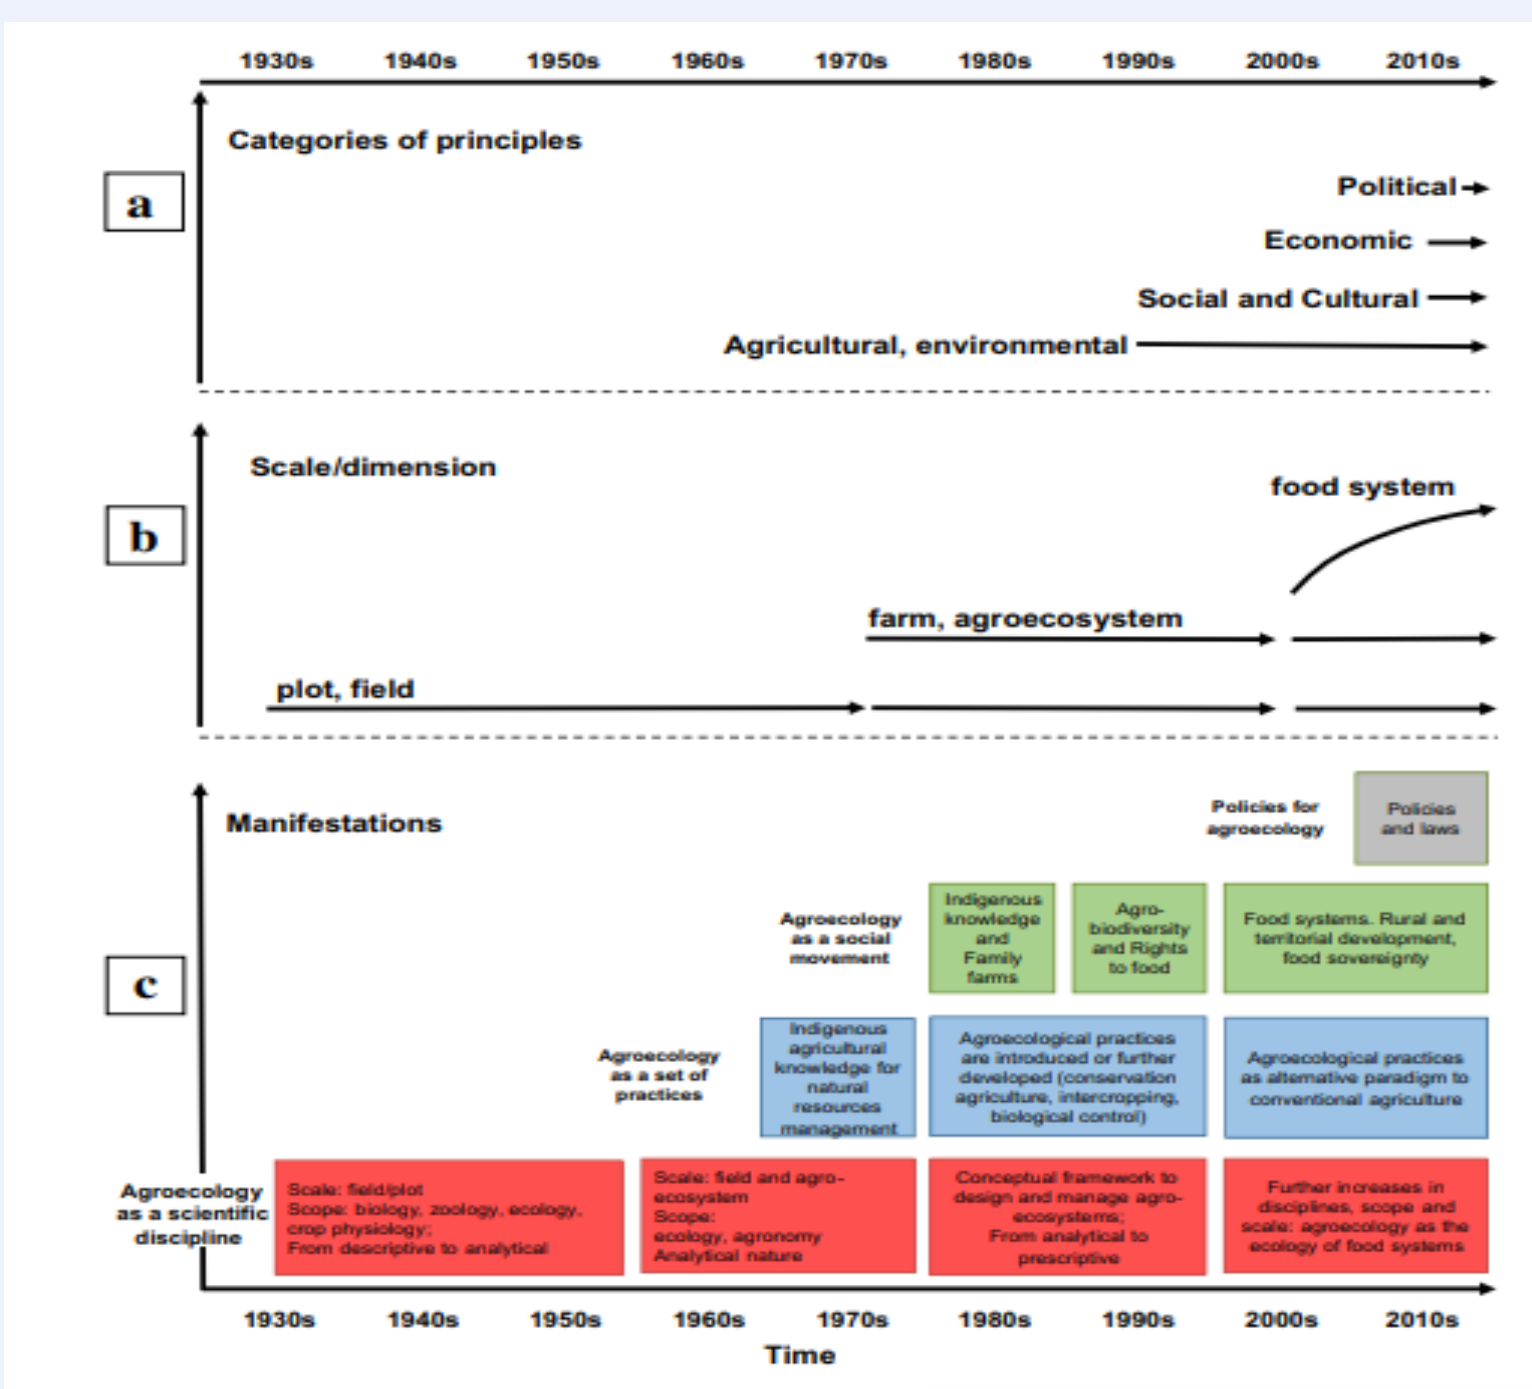 1930s 1940s 1950s 1960s 1970s 1980s 1990s 2000s 2010s
Categories of principles
a
Political
Economic
Social and Cultural
Agricultural, environmental
Scale/dimension
food system
b
farm, agroecosystem
plot, field
Manifestations
Policies for
agroecology
Policies
and laws
c
Agroecology
as a social
movement
Indigenous
knowledge
and
Family
farms
Agro-
biodiversity
and Rights
to food
Food systems. Rural and
territorial development,
food sovereignty
Agroecology
as a set of
practices
Indigenous
agricultural
knowledge for
natural
resources
management
Agroecological practices
are introduced or further
developed (conservation
agriculture, intercropping,
biological control)
Agroecological practices
as alternative paradigm to
conventional agriculture
Agroecology
as a scientific
discipline
Scale: field/plot
Scope: biology, zoology, ecology,
crop physiology;
From descriptive to analytical
Scale: field and agro-
ecosystem
Scope:
ecology, agronomy
Analytical nature
Conceptual framework to
design and manage agro-
ecosystems;
From analytical to
prescriptive
Further increases in
disciplines, scope and
scale: agroecology as the
ecology of food systems
1930s 1940s 1950s 1960s 1970s 1980s 1990s 2000s 2010s
Time